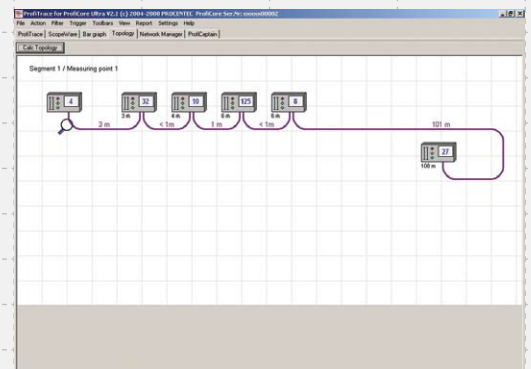 ProfiTrace for ProfiCore Ultra V2.1 (c) 2004-2008 PROCENTEC ProfiCore Ser.Nr:
File Action Filter Trigger Toolbars View Report Settings Help
ProfiTrace ScopeWare Bar graph Topology Network Manager ProfiCaptain
Calc Topology
Segment 1 / Measuring point 1
4 32 10 125 8
3 m 4 m 6 m 6 m
3 m < 1m 1 m < 1m 101 m
27
108 m